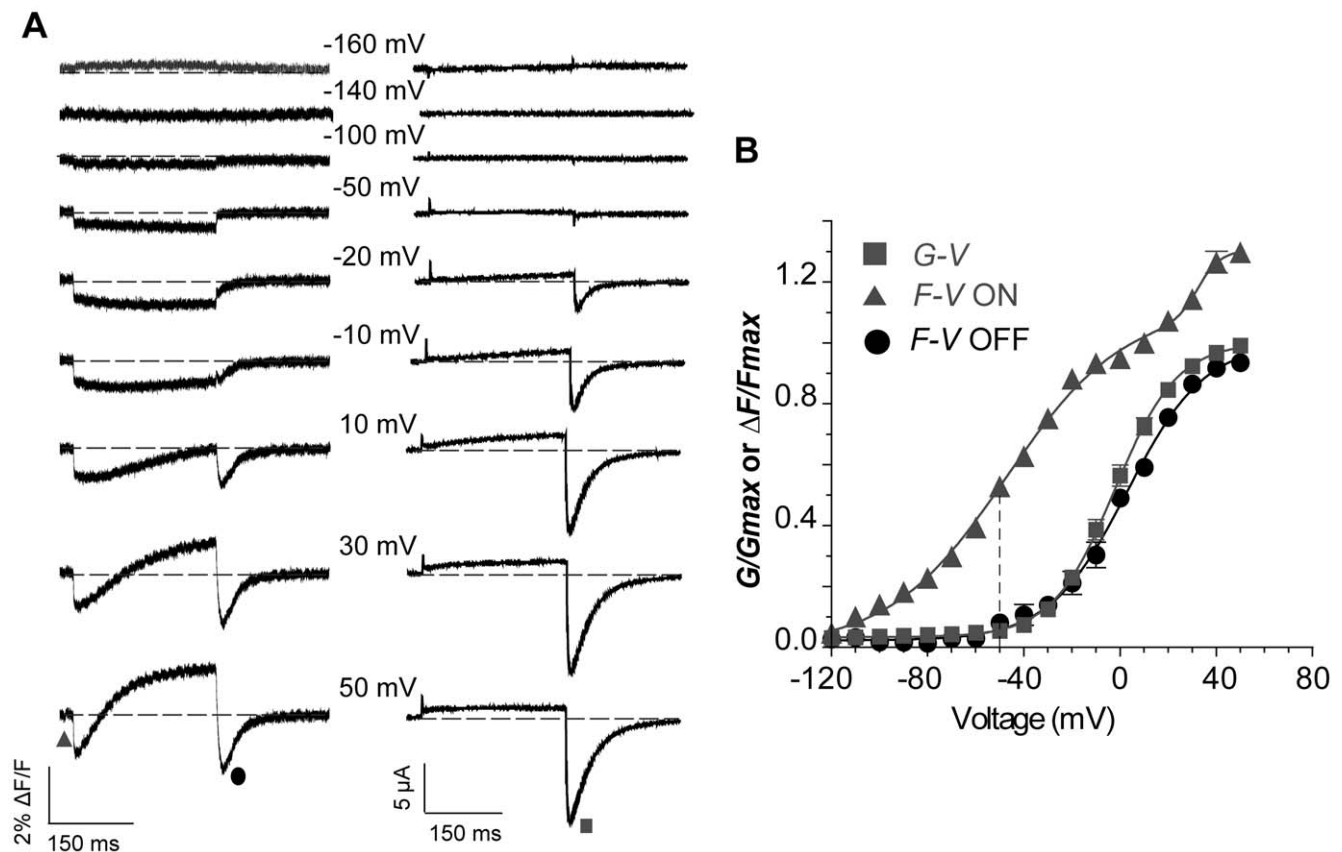 A
-160 mV
-140 mV
-100 mV
-50 mV
-20 mV
-10 mV
10 mV
30 mV
50 mV
2% ΔF/F
150 ms
5 µA
150 ms
B
G-V
F-V ON
F-V OFF
G/Gmax or ΔF/Fmax
1.2
0.8
0.4
0.0
-120 -80 -40 0 40 80
Voltage (mV)